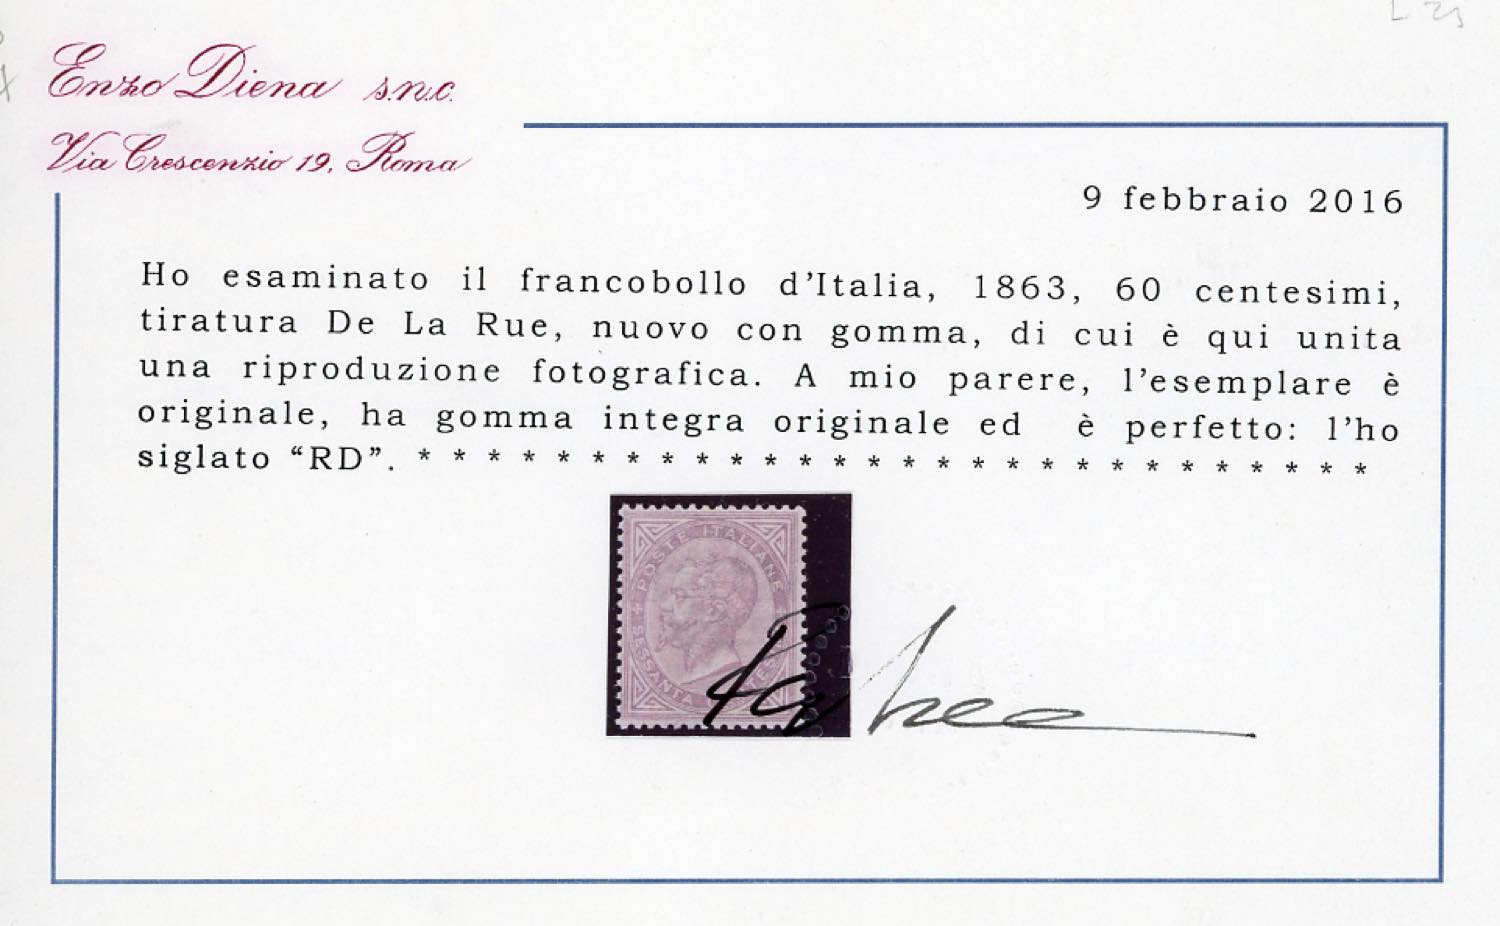 Enzo Diena s.n.c.
Via Crescenzio 19, Roma
9 febbraio 2016
Ho esaminato il francobollo d'Italia, 1863, 60 centesimi,
tiratura De La Rue, nuovo con gomma, di cui è qui unita
una riproduzione fotografica. A mio parere, l'esemplare è
originale, ha gomma integra originale ed è perfetto: l'ho
siglato “RD”. * * * * * * * * * * * * * * * * * * * * * * * * * * * *
POSTE ITALIANE
SESSANTA